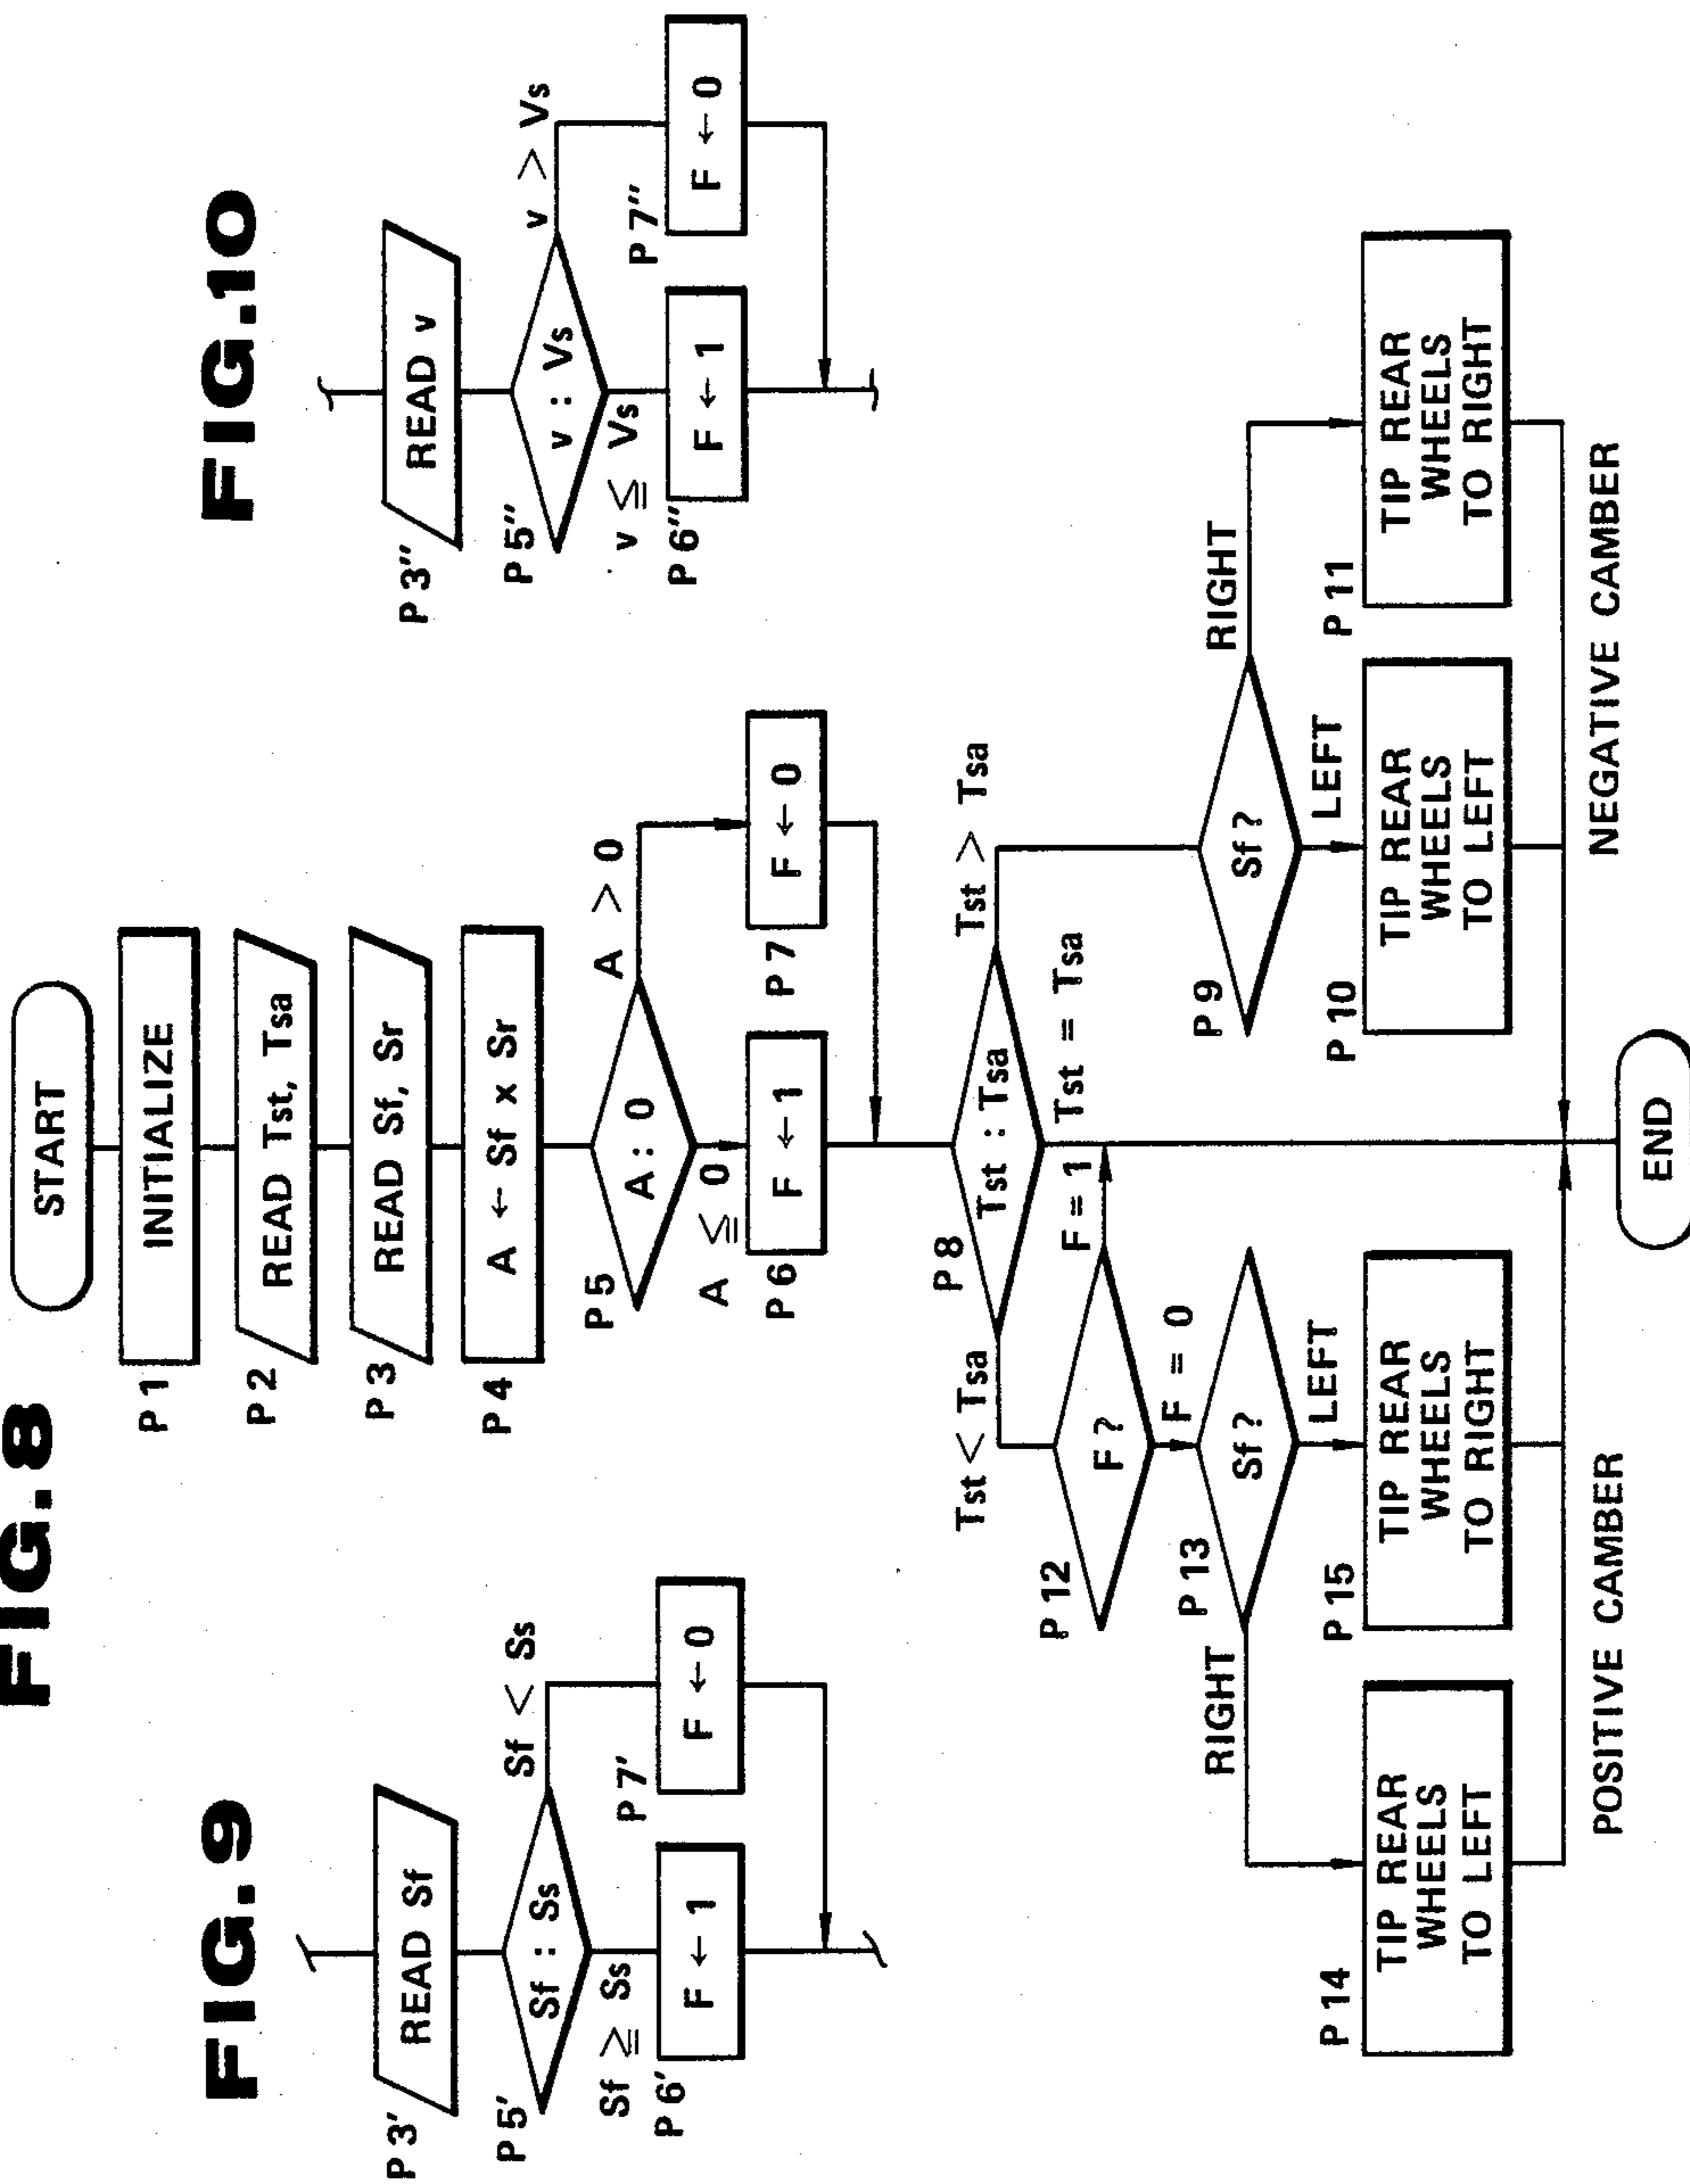 FIG.8
START
P1
INITIALIZE
P2
READ Tst, Tsa
P3
READ Sf, Sr
P4
A ← Sf x Sr
P5
A : 0
A > 0
A ≦ 0
P6
F ← 1
P7
F ← 0
P8
Tst : Tsa
Tst < Tsa
Tst > Tsa
Tst = Tsa
P12
F ?
F = 1
F = 0
P13
Sf ?
RIGHT
LEFT
P9
Sf ?
RIGHT
LEFT
P14
TIP REAR
WHEELS
TO LEFT
P15
TIP REAR
WHEELS
TO RIGHT
P10
TIP REAR
WHEELS
TO LEFT
P11
TIP REAR
WHEELS
TO RIGHT
POSITIVE CAMBER
NEGATIVE CAMBER
END
FIG.9
P3'
READ Sf
P5'
Sf : Ss
Sf < Ss
Sf ≧ Ss
P6'
F ← 1
P7'
F ← 0
FIG.10
P3"
READ v
P5"
v : Vs
v > Vs
v ≦ Vs
P6"
F ← 1
P7"
F ← 0